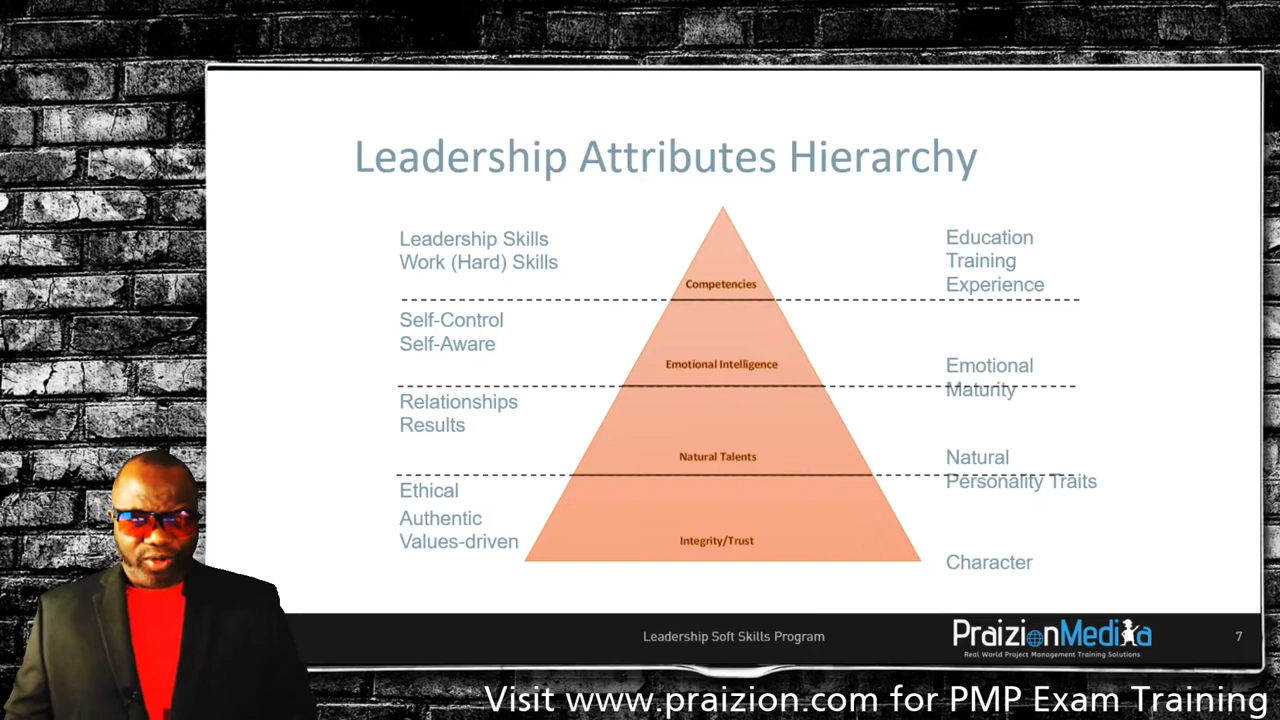 Leadership Attributes Hierarchy
Leadership Skills
Work (Hard) Skills
Competencies
Education
Training
Experience
Self-Control
Self-Aware
Emotional Intelligence
Emotional
Maturity
Relationships
Results
Natural Talents
Natural
Personality Traits
Ethical
Authentic
Values-driven
Integrity/Trust
Character
Leadership Soft Skills Program
PraizionMedia
Real World Project Management Training Solutions
7
Visit www.praizion.com for PMP Exam Training